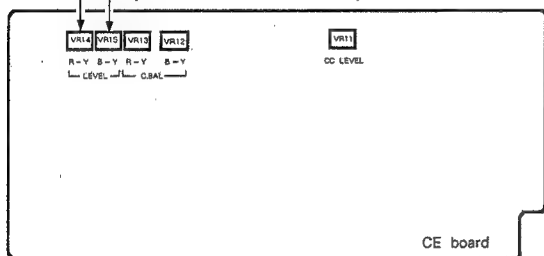 VR14 VR15 VR13 VR12 VR11
R-Y B-Y R-Y B-Y CC LEVEL
LEVEL C.BAL
CE board